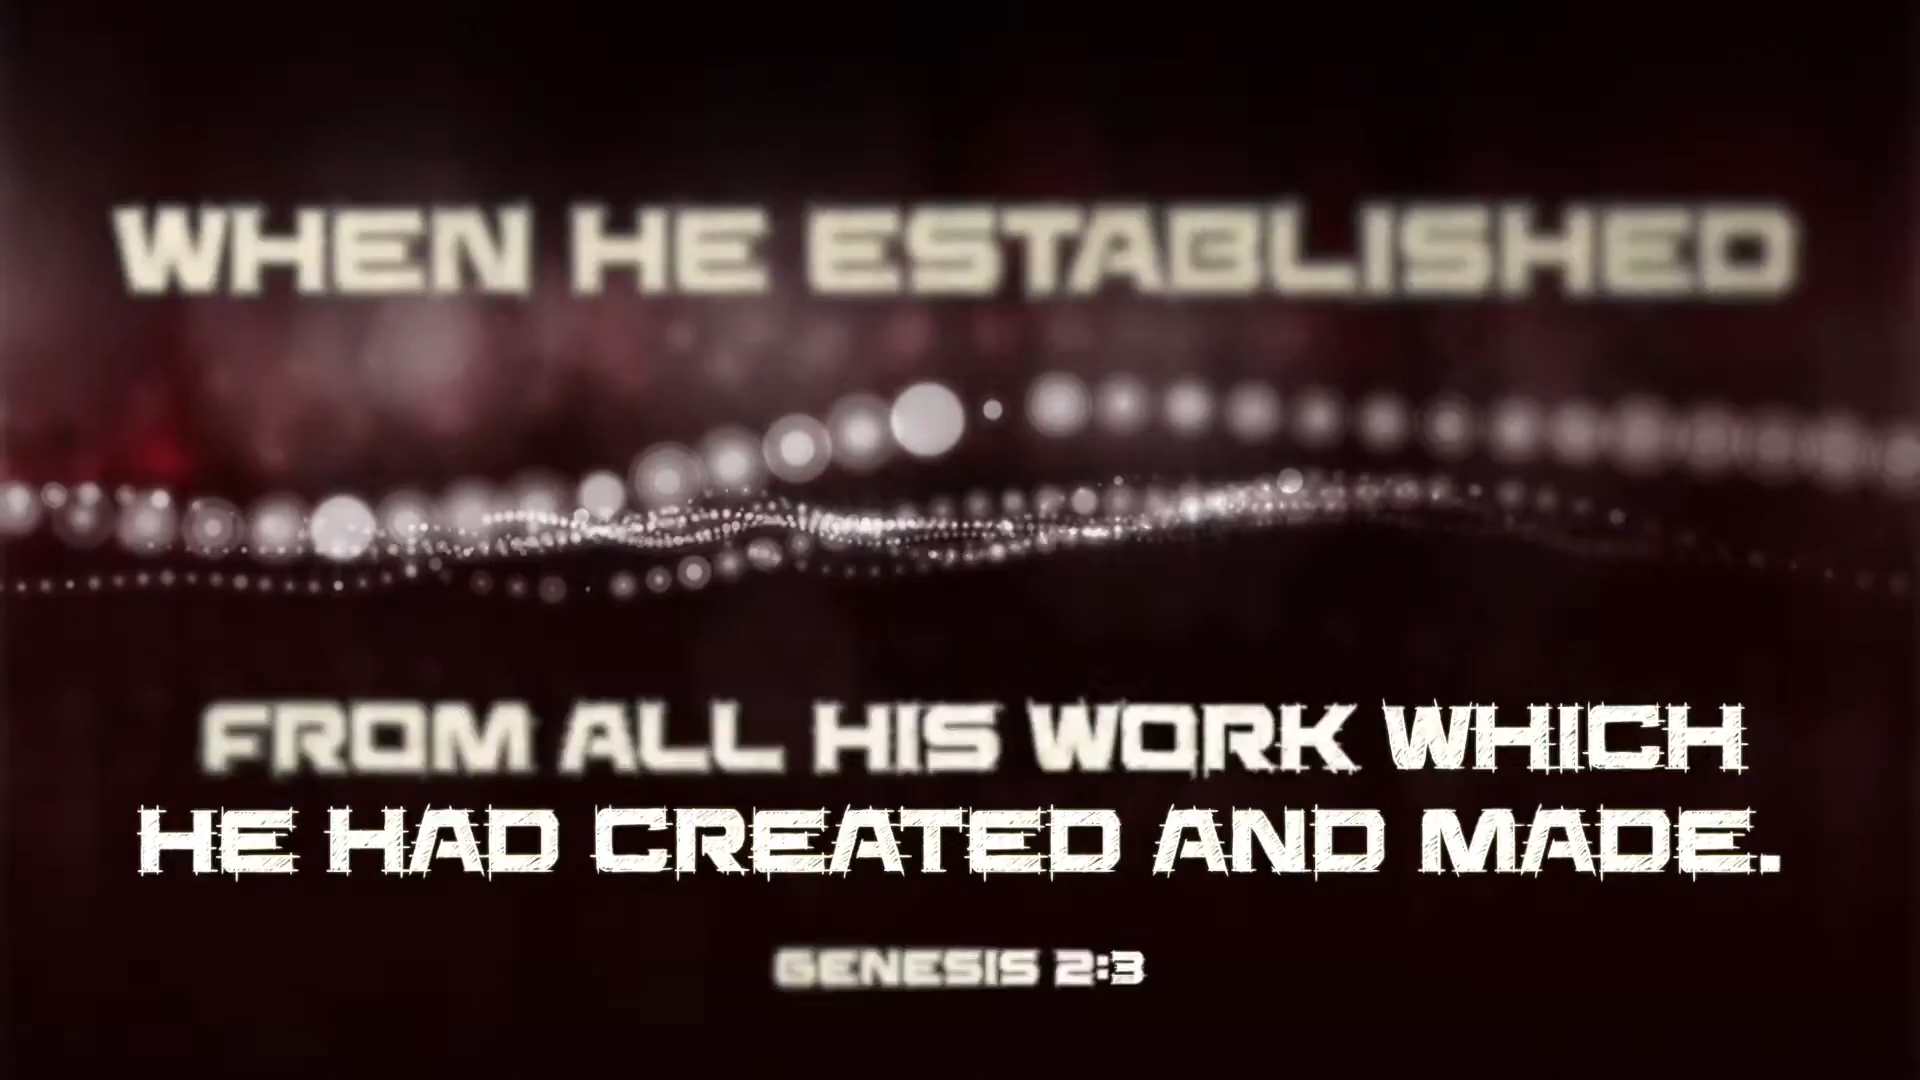 WHEN HE ESTABLISHED
FROM ALL HIS WORK WHICH
HE HAD CREATED AND MADE.
GENESIS 2:3